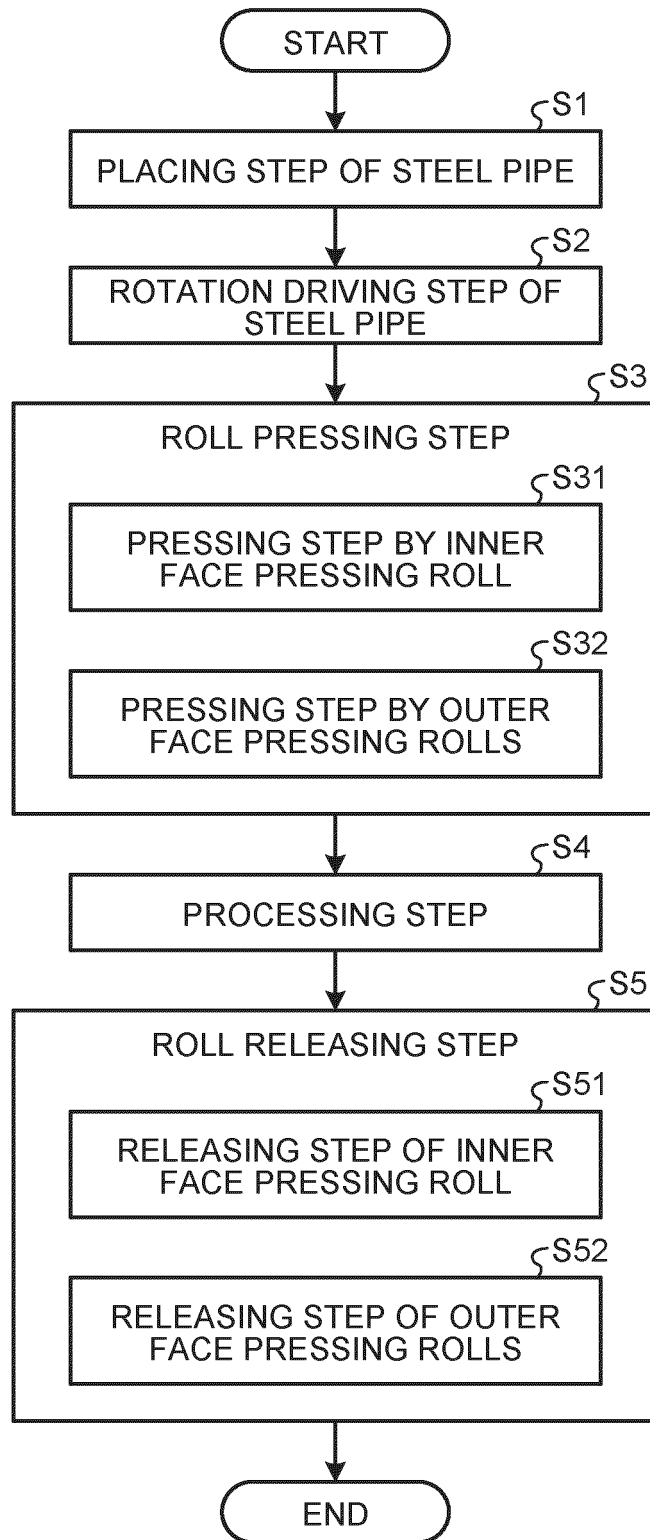 START
S1
PLACING STEP OF STEEL PIPE
S2
ROTATION DRIVING STEP OF
STEEL PIPE
S3
ROLL PRESSING STEP
S31
PRESSING STEP BY INNER
FACE PRESSING ROLL
S32
PRESSING STEP BY OUTER
FACE PRESSING ROLLS
S4
PROCESSING STEP
S5
ROLL RELEASING STEP
S51
RELEASING STEP OF INNER
FACE PRESSING ROLL
S52
RELEASING STEP OF OUTER
FACE PRESSING ROLLS
END